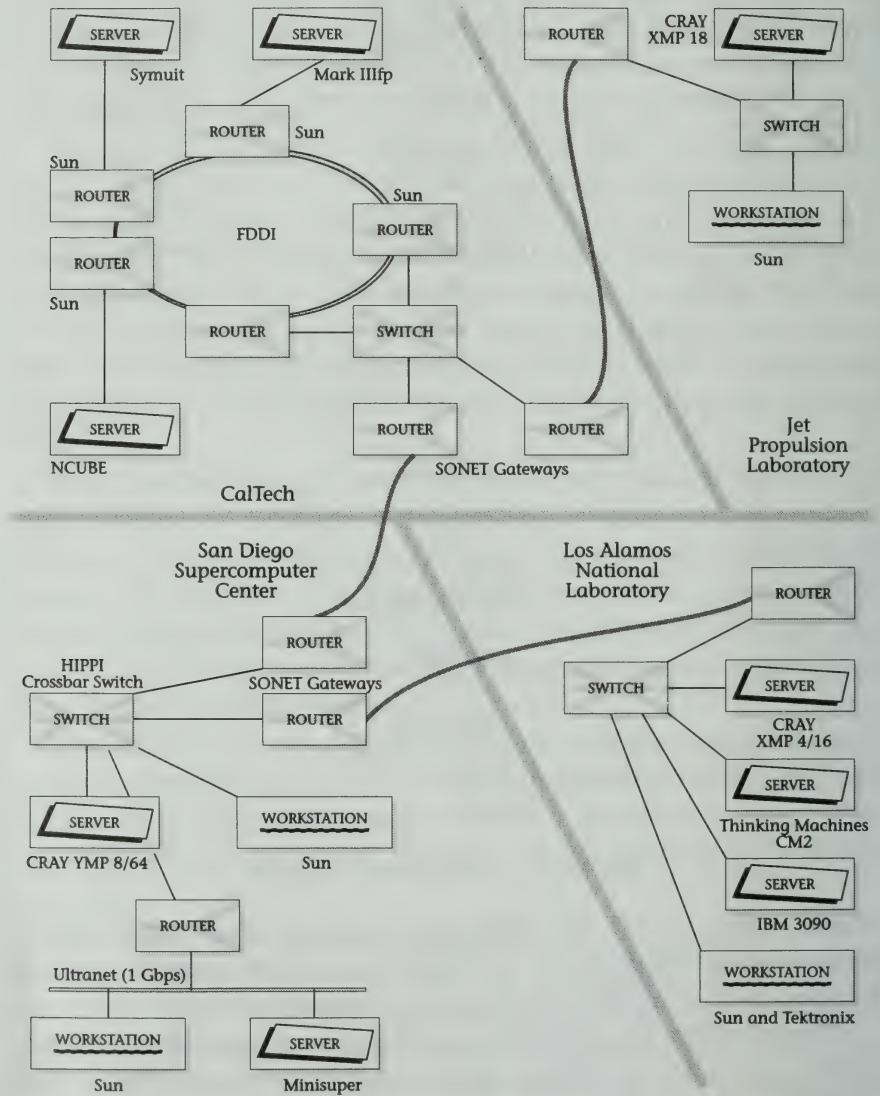 SERVER
Symuit
SERVER
Mark IIIfp
ROUTER
Sun
Sun
ROUTER
Sun
ROUTER
FDDI
ROUTER
Sun
ROUTER
SWITCH
SERVER
NCUBE
ROUTER
ROUTER
SONET Gateways
CalTech
ROUTER
CRAY
XMP 18
SERVER
SWITCH
WORKSTATION
Sun
Jet
Propulsion
Laboratory
San Diego
Supercomputer
Center
ROUTER
HIPPI
Crossbar Switch
SONET Gateways
SWITCH
ROUTER
SERVER
CRAY YMP 8/64
WORKSTATION
Sun
ROUTER
Ultranet (1 Gbps)
WORKSTATION
Sun
SERVER
Minisuper
Los Alamos
National
Laboratory
ROUTER
SWITCH
SERVER
CRAY
XMP 4/16
SERVER
Thinking Machines
CM2
SERVER
IBM 3090
WORKSTATION
Sun and Tektronix